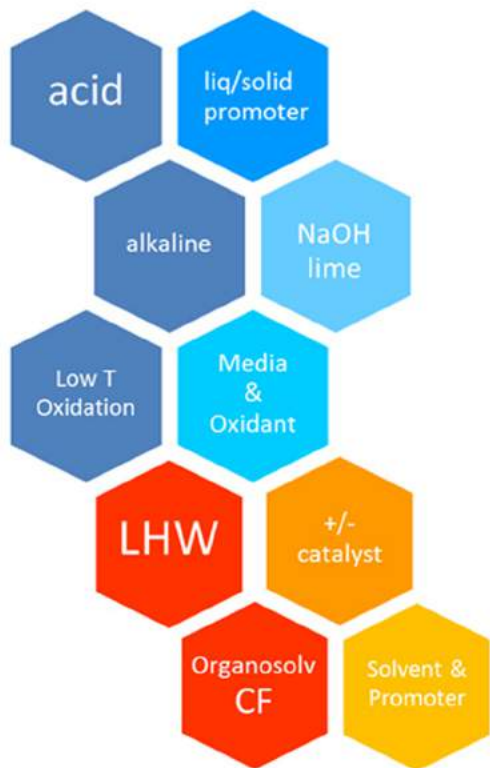 acid
liq/solid
promoter
alkaline
NaOH
lime
Low T
Oxidation
Media
&
Oxidant
LHW
+/-
catalyst
Organosolv
CF
Solvent &
Promoter